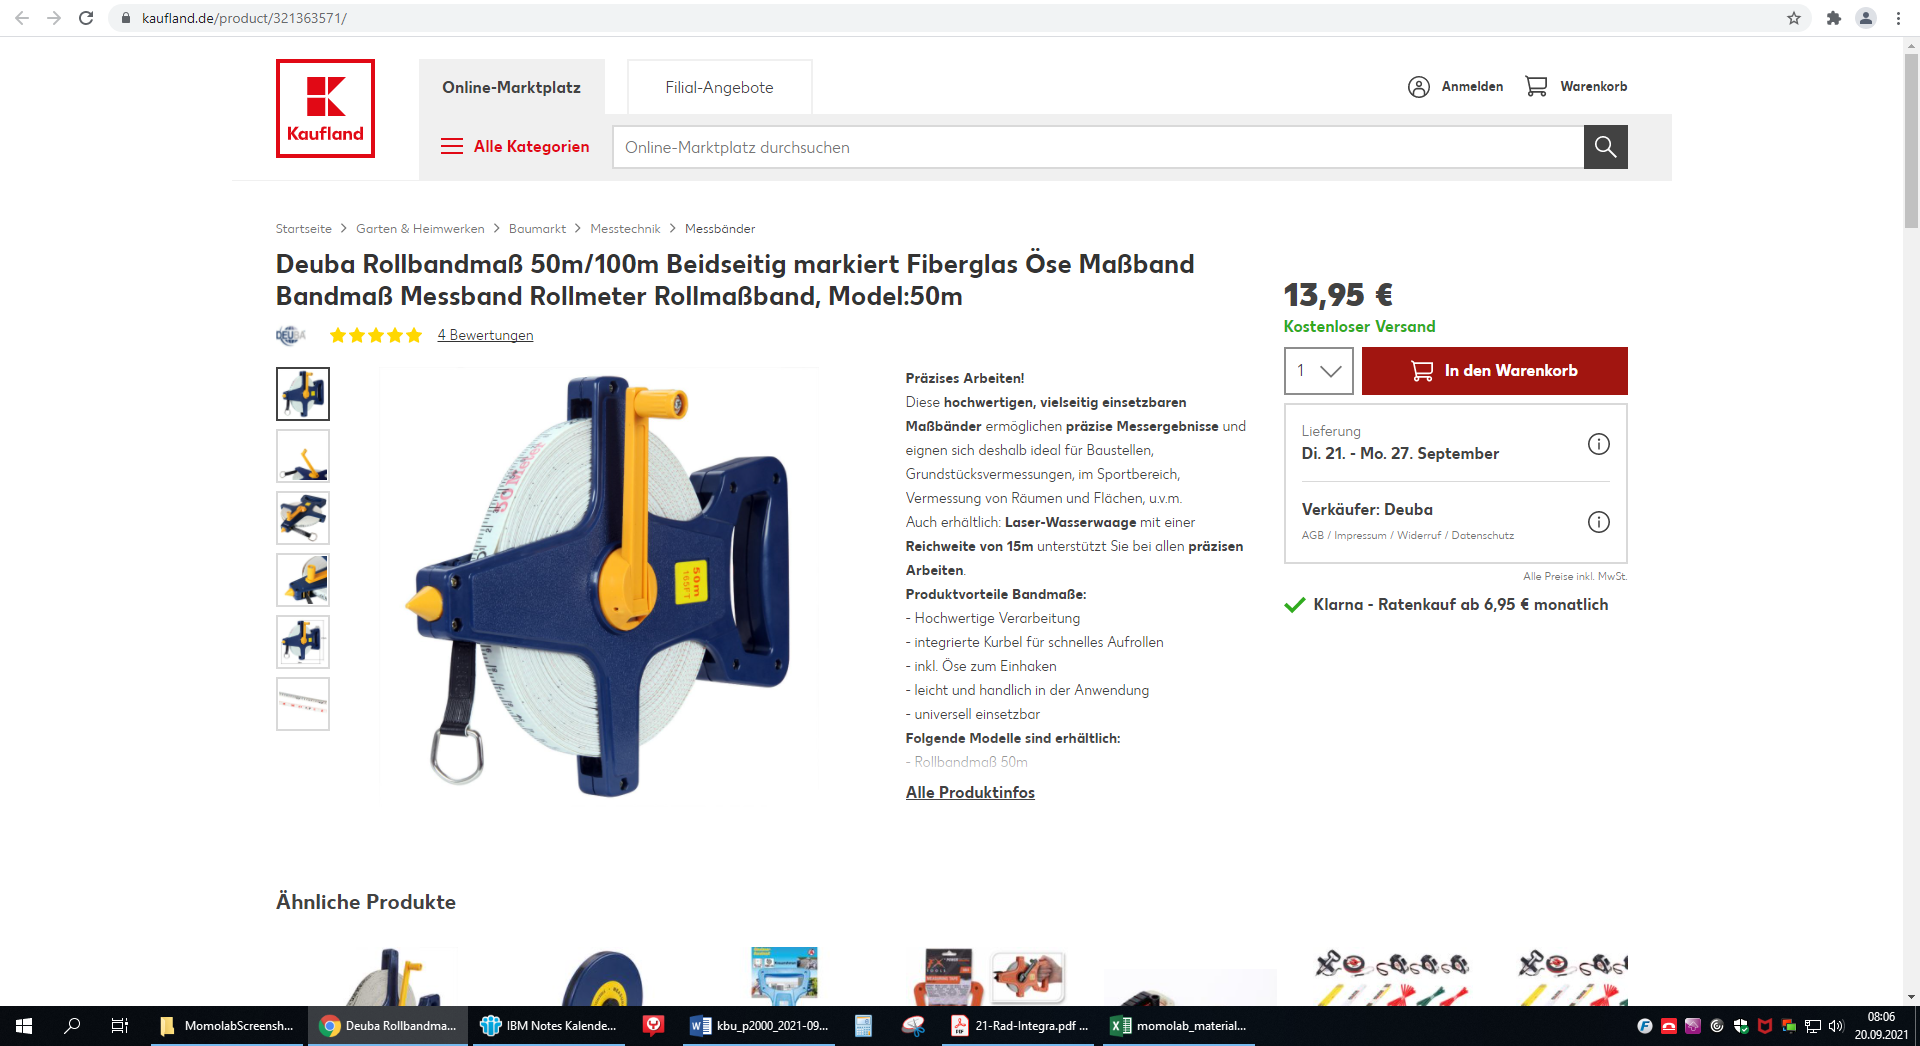 kaufland.de/product/321363571/
Kaufland
Online-Marktplatz
Filial-Angebote
Anmelden
Warenkorb
Alle Kategorien
Online-Marktplatz durchsuchen
Startseite
Garten & Heimwerken
Baumarkt
Messtechnik
Messbänder
Deuba Rollbandmaß 50m/100m Beidseitig markiert Fiberglas Öse Maßband
Bandmaß Messband Rollmeter Rollmaßband, Model:50m
DEUBA
4 Bewertungen
50 Meter
50m
165FT
Präzises Arbeiten!
Diese hochwertigen, vielseitig einsetzbaren
Maßbänder ermöglichen präzise Messergebnisse und
eignen sich deshalb ideal für Baustellen,
Grundstücksvermessungen, im Sportbereich,
Vermessung von Räumen und Flächen, u.v.m.
Auch erhältlich: Laser-Wasserwaage mit einer
Reichweite von 15m unterstützt Sie bei allen präzisen
Arbeiten.
Produktvorteile Bandmaße:
- Hochwertige Verarbeitung
- integrierte Kurbel für schnelles Aufrollen
- inkl. Öse zum Einhaken
- leicht und handlich in der Anwendung
- universell einsetzbar
Folgende Modelle sind erhältlich:
- Rollbandmaß 50m
Alle Produktinfos
13,95 €
Kostenloser Versand
1
In den Warenkorb
Lieferung
Di. 21. - Mo. 27. September
Verkäufer: Deuba
AGB / Impressum / Widerruf / Datenschutz
Alle Preise inkl. MwSt.
Klarna - Ratenkauf ab 6,95 € monatlich
Ähnliche Produkte
MomolabScreensh...
Deuba Rollbandma...
IBM Notes Kalende...
kbu_p2000_2021-09...
21-Rad-Integra.pdf ...
momolab_material...
08:06
20.09.2021